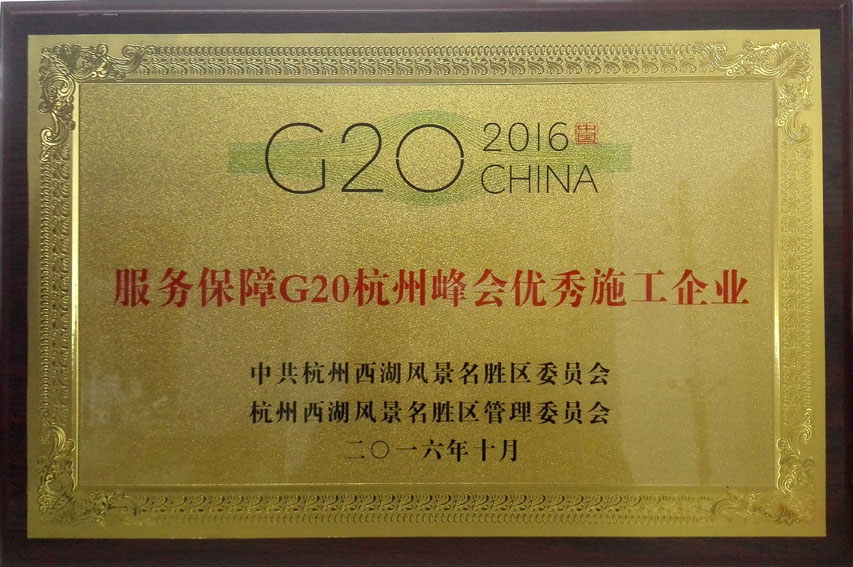 G20 2016 中国
CHINA
服务保障G20杭州峰会优秀施工企业
中共杭州西湖风景名胜区委员会
杭州西湖风景名胜区管理委员会
二〇一六年十月